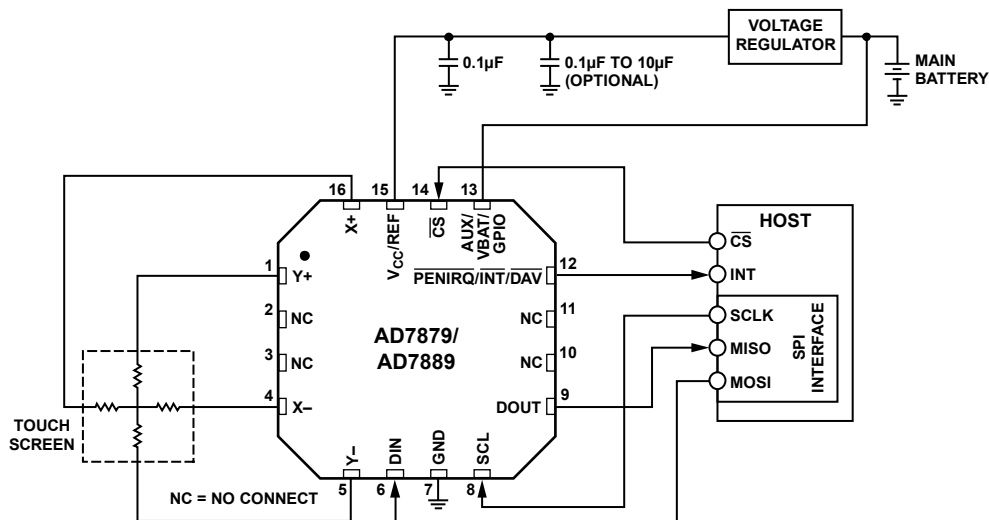 VOLTAGE
REGULATOR
0.1µF
0.1µF TO 10µF
(OPTIONAL)
MAIN
BATTERY
16
15
14
13
X+
VCC/REF
CS
AUX/
VBAT/
GPIO
HOST
CS
INT
SCLK
MISO
MOSI
SPI
INTERFACE
1
Y+
2
NC
3
NC
4
X–
PENIRQ/INT/DAV
12
NC
11
NC
10
DOUT
9
AD7879/
AD7889
TOUCH
SCREEN
Y–
DIN
GND
SCL
5
6
7
8
NC = NO CONNECT